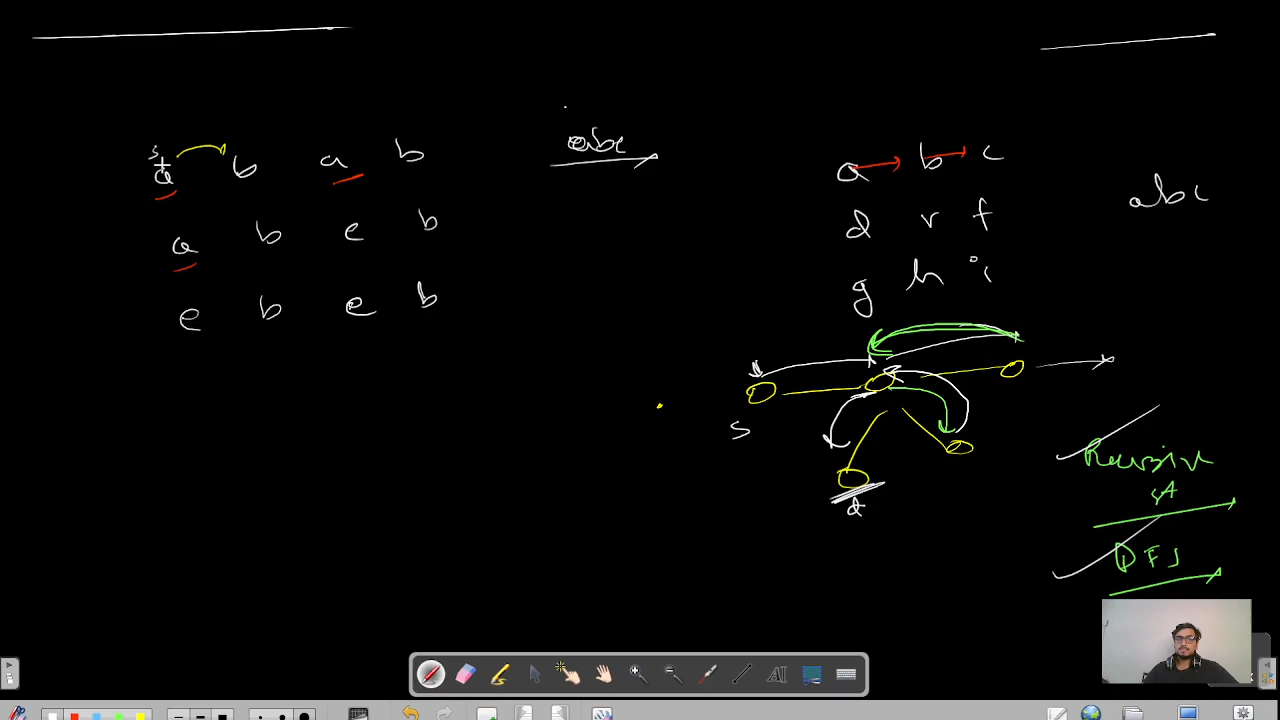 s
a b a b
a b e b
e b e b
abc
a b c
d r f
g h i
abc
s
d
Recursive
DFS